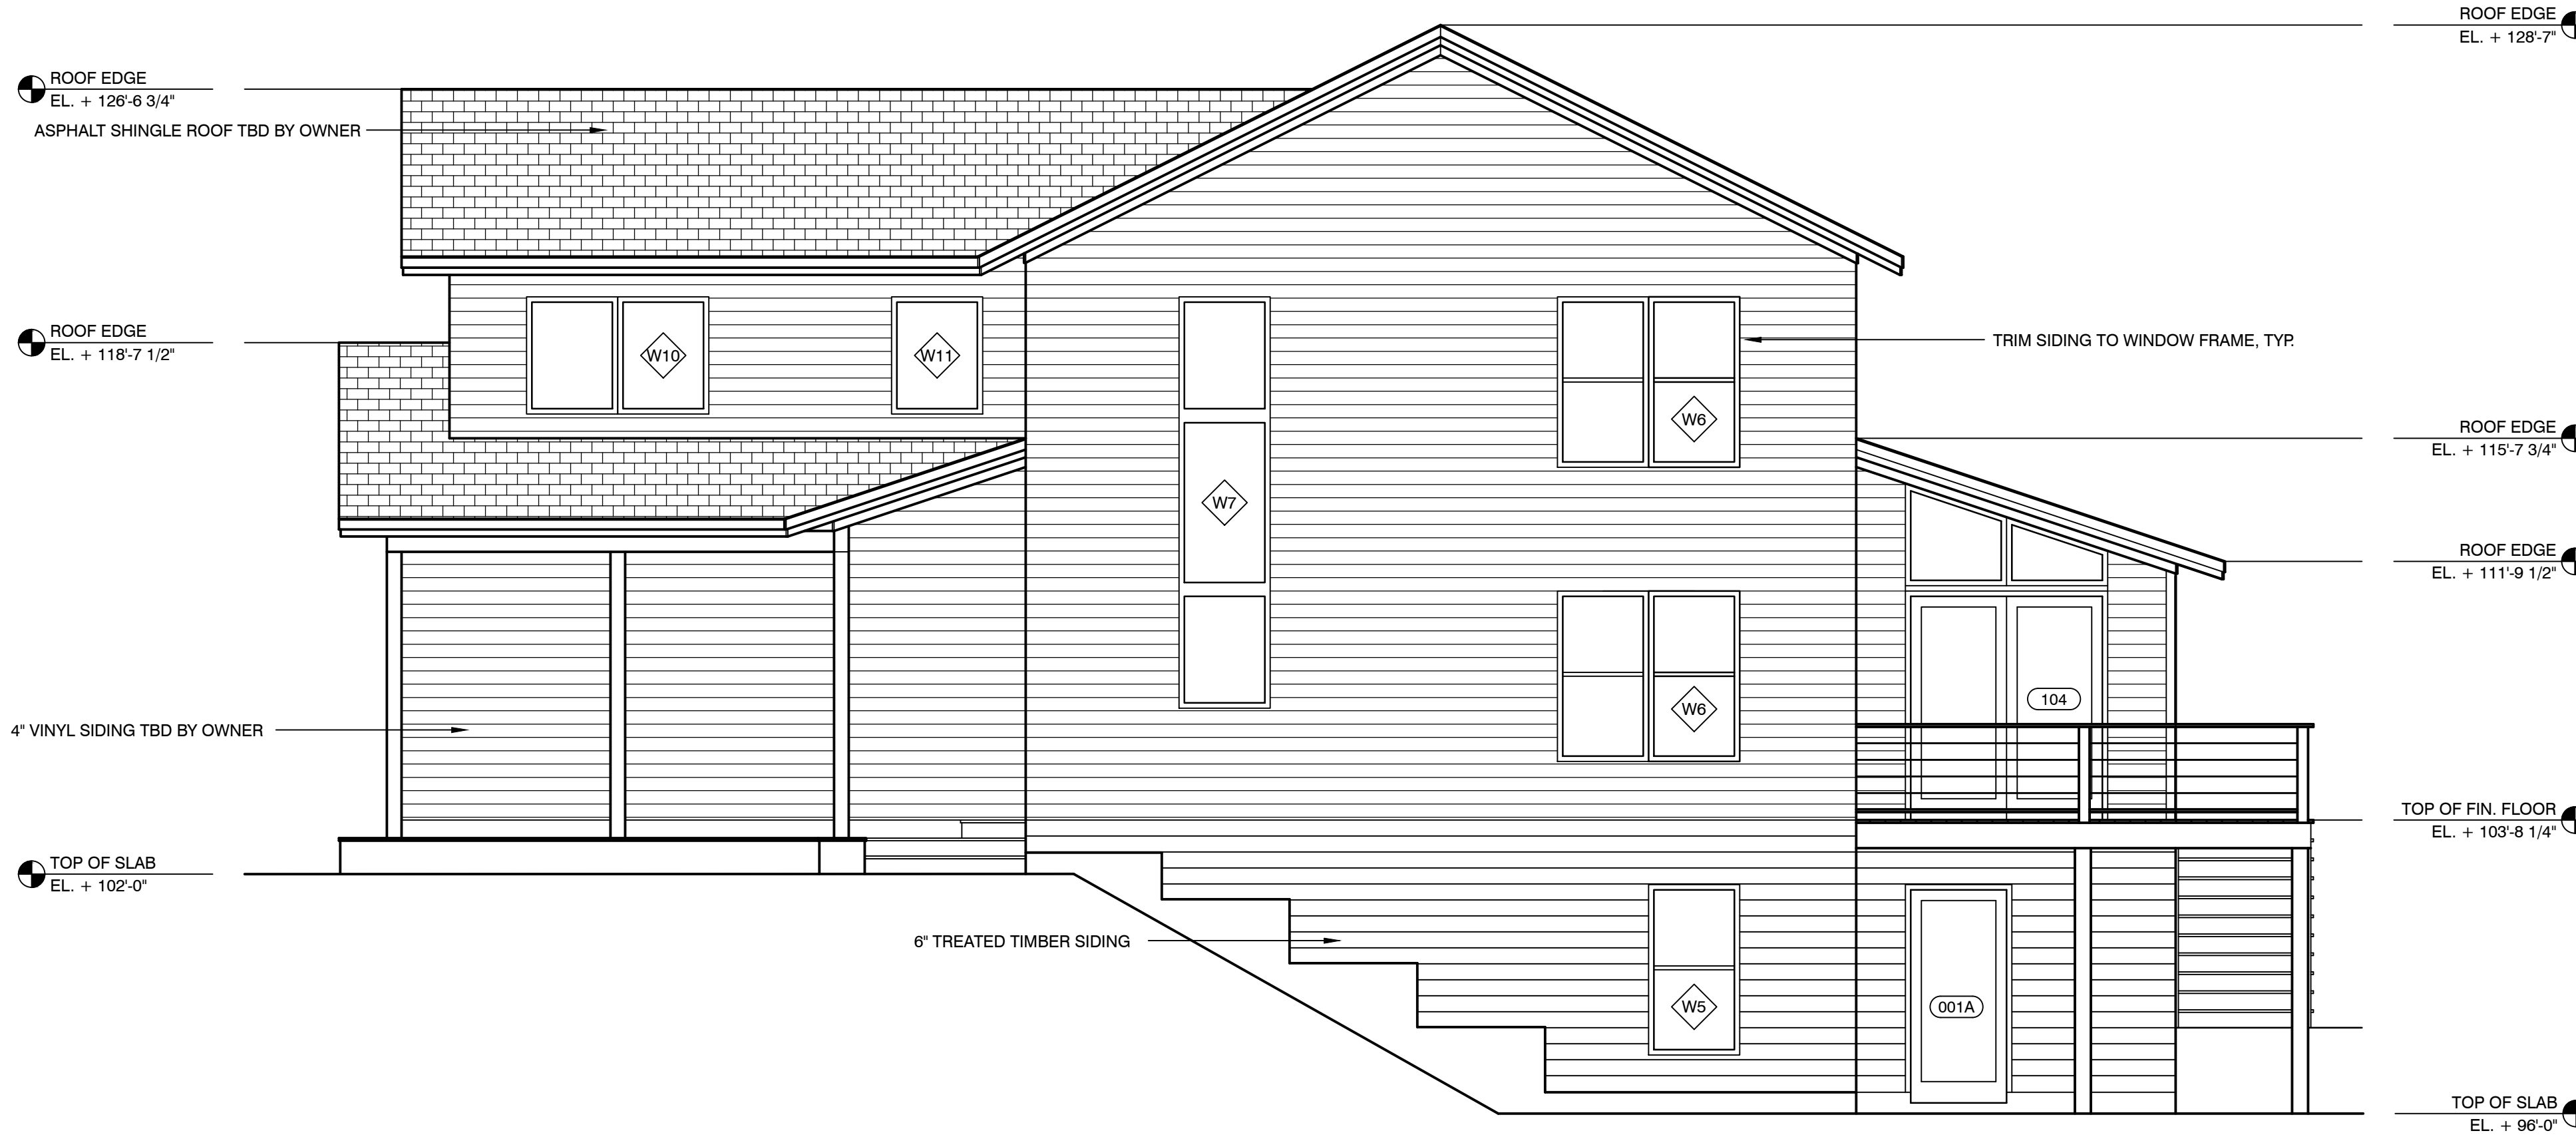 ROOF EDGE
EL. + 128'-7"
ROOF EDGE
EL. + 126'-6 3/4"
ASPHALT SHINGLE ROOF TBD BY OWNER
ROOF EDGE
EL. + 118'-7 1/2"
TRIM SIDING TO WINDOW FRAME, TYP.
W10
W11
W6
ROOF EDGE
EL. + 115'-7 3/4"
W7
ROOF EDGE
EL. + 111'-9 1/2"
104
W6
4" VINYL SIDING TBD BY OWNER
TOP OF FIN. FLOOR
EL. + 103'-8 1/4"
TOP OF SLAB
EL. + 102'-0"
6" TREATED TIMBER SIDING
W5
001A
TOP OF SLAB
EL. + 96'-0"